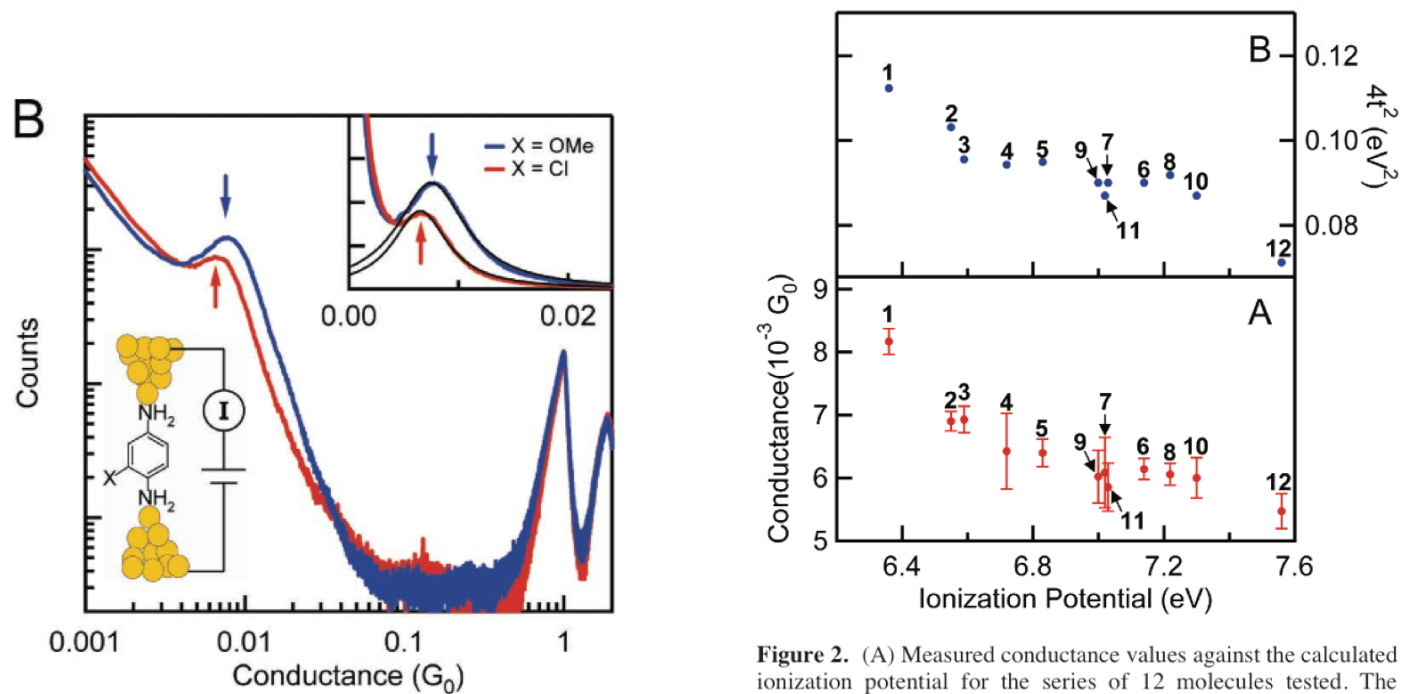 B
X = OMe
X = Cl
0.00 0.02
Counts
I
NH2
X
NH2
0.001 0.01 0.1 1
Conductance (G0)
B
1
2
3
4
5
9
7
11
6
8
10
12
0.12
0.10
0.08
4t2 (eV2)
A
1
2
3
4
5
9
7
11
6
8
10
12
9
8
7
6
5
Conductance(10-3 G0)
6.4 6.8 7.2 7.6
Ionization Potential (eV)
Figure 2. (A) Measured conductance values against the calculated
ionization potential for the series of 12 molecules tested. The